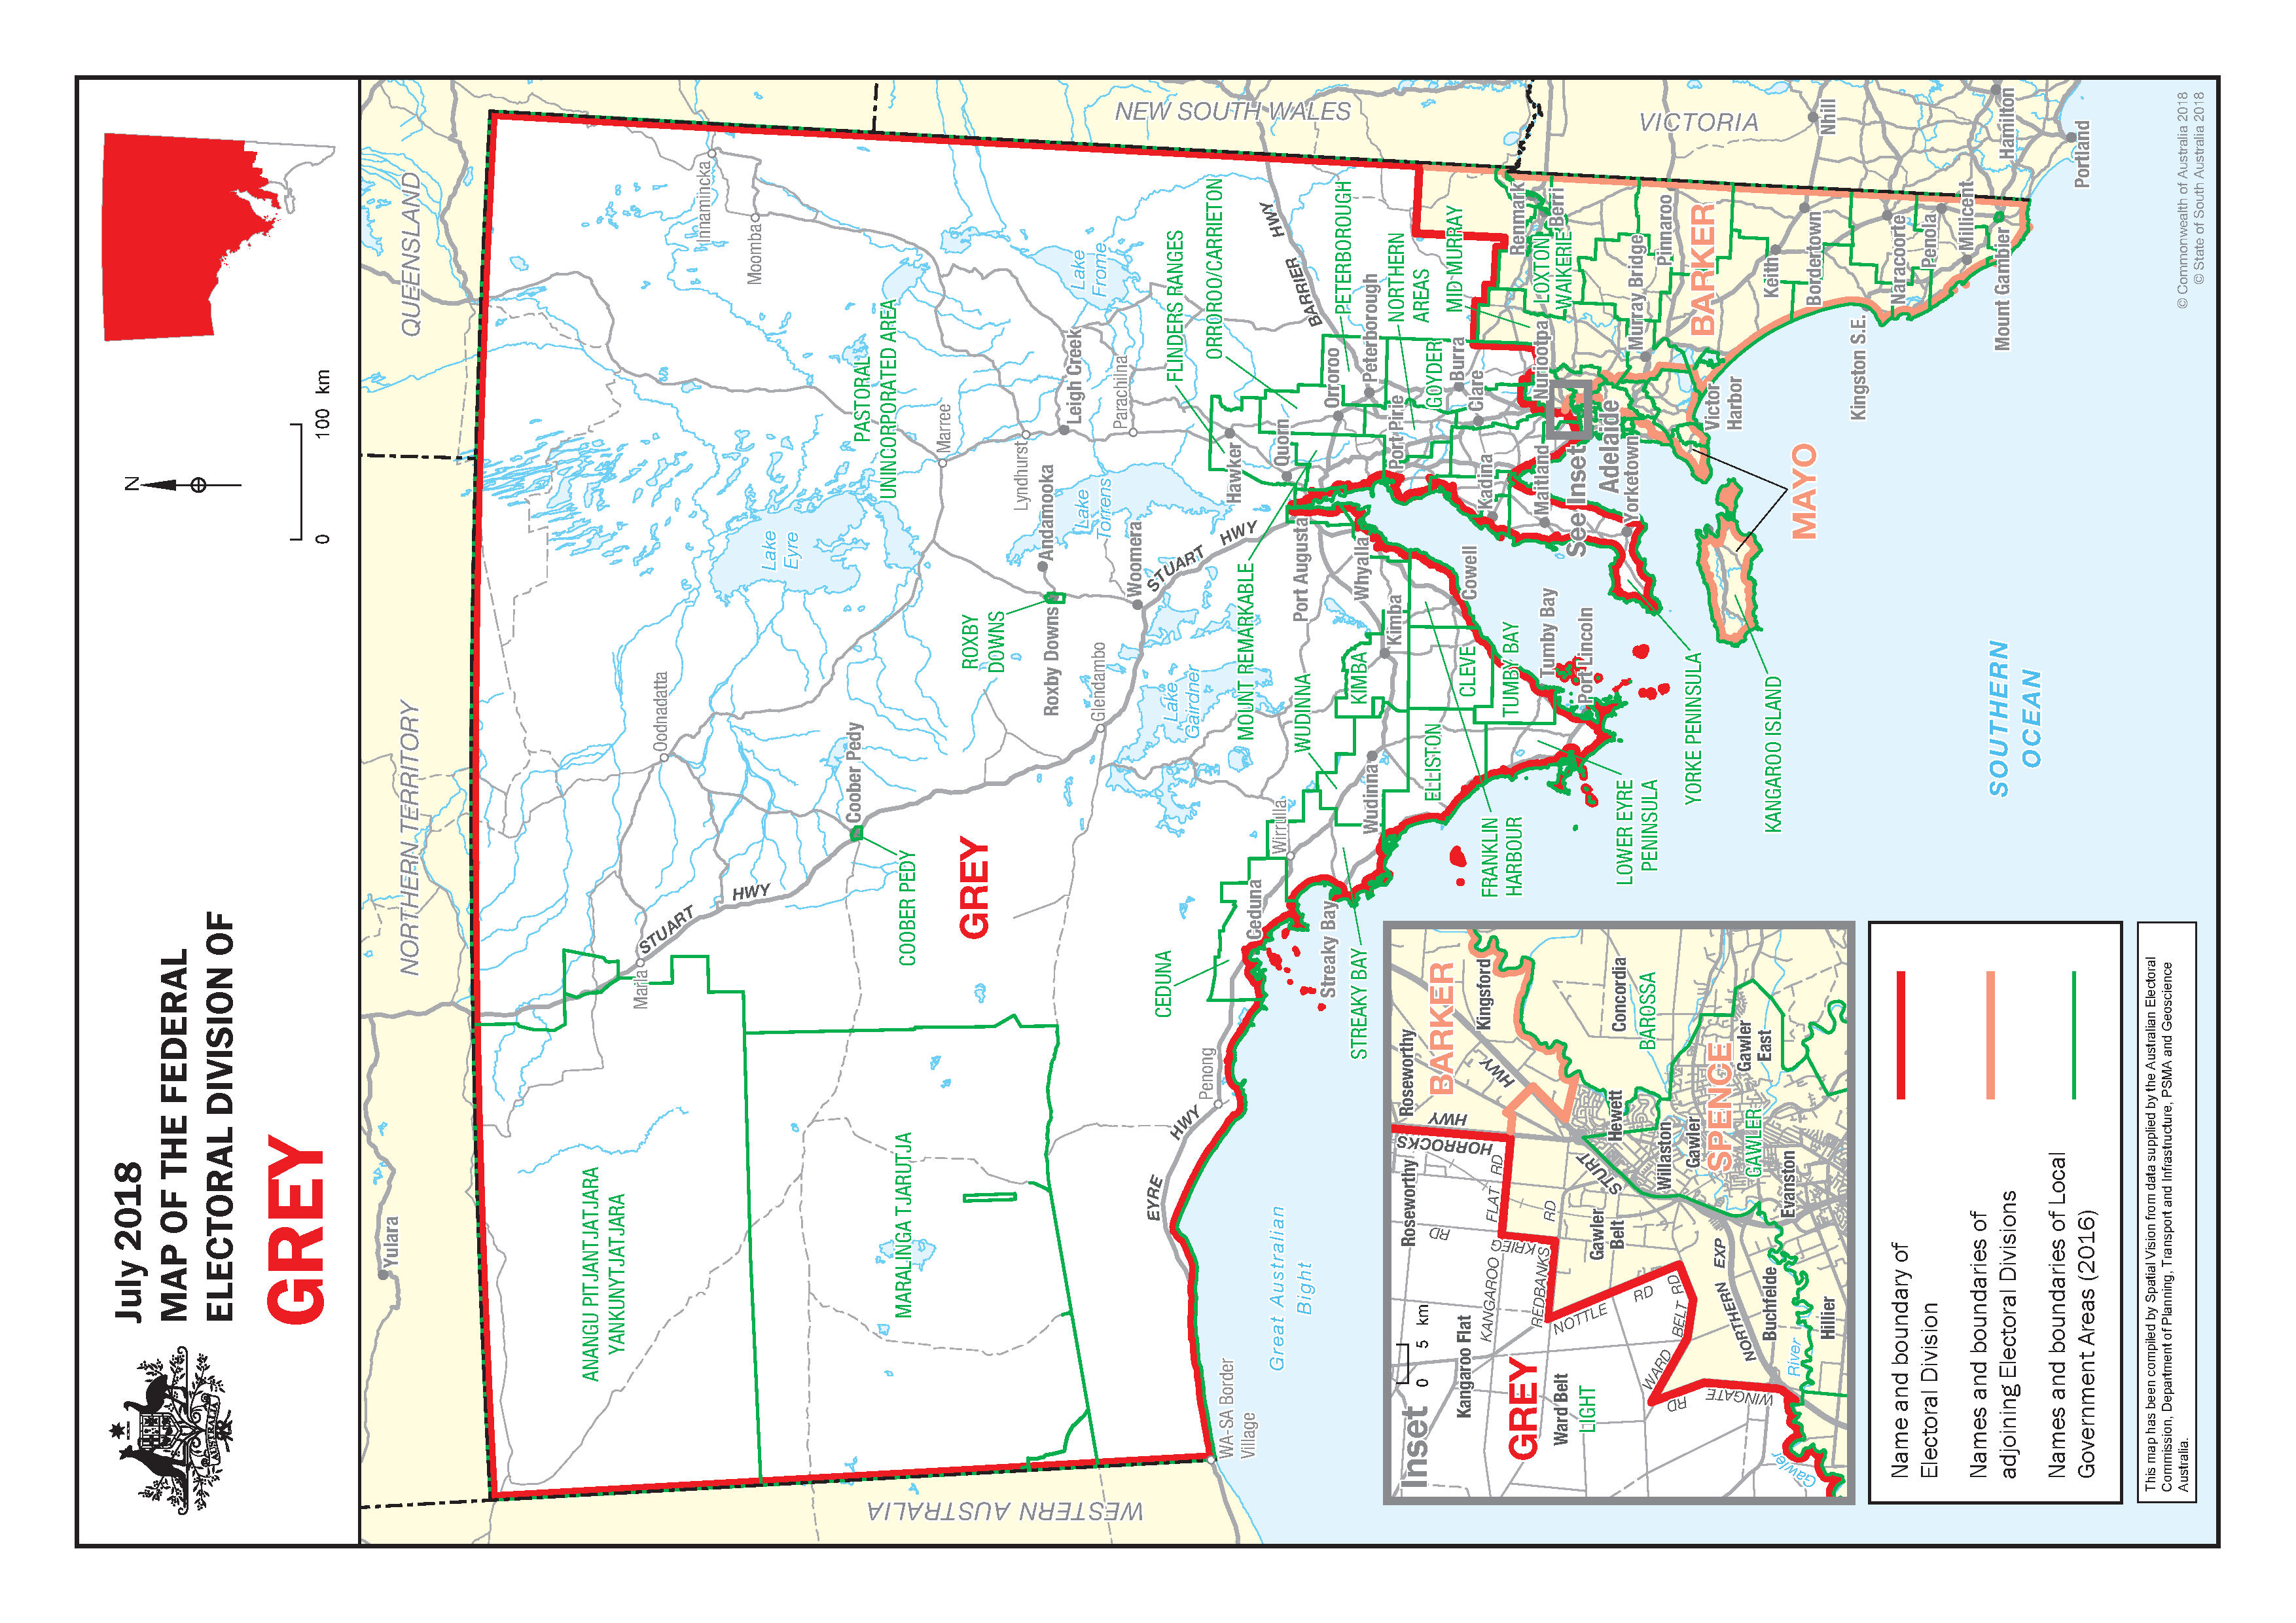 July 2018
MAP OF THE FEDERAL
ELECTORAL DIVISION OF
GREY
N
0 100 km
QUEENSLAND
NORTHERN TERRITORY
WESTERN AUSTRALIA
NEW SOUTH WALES
VICTORIA
Yulara
Innamincka
Moomba
Oodnadatta
Marla
STUART
HWY
ANANGU PITJANTJATJARA
YANKUNYTJATJARA
Lake
Eyre
PASTORAL
UNINCORPORATED AREA
Coober Pedy
COOBER PEDY
MARALINGA TJARUTJA
Marree
GREY
ROXBY
DOWNS
Lyndhurst
Andamooka
Leigh Creek
Lake
Frome
Lake
Torrens
Roxby Downs
Parachilna
Glendambo
Woomera
STUART HWY
Lake
Gairdner
FLINDERS RANGES
ORROROO/CARRIETON
BARRIER
HWY
Hawker
Quorn
MOUNT REMARKABLE
Port Augusta
PETERBOROUGH
Orroroo
Peterborough
NORTHERN
AREAS
Port Pirie
GOYDER
MID MURRAY
Burra
Clare
CEDUNA
Ceduna
Penong
EYRE
HWY
WA-SA Border
Village
Great Australian
Bight
Wirrulla
WUDINNA
KIMBA
Whyalla
Kimba
Streaky Bay
STREAKY BAY
Wudinna
ELLISTON
CLEVE
Cowell
Kadina
FRANKLIN
HARBOUR
TUMBY BAY
Tumby Bay
Port Lincoln
Maitland
Nuriootpa
See Inset
Adelaide
Yorketown
LOWER EYRE
PENINSULA
YORKE PENINSULA
KANGAROO ISLAND
MAYO
Renmark
Berri
LOXTON
WAIKERIE
Murray Bridge
Pinnaroo
BARKER
Victor
Harbor
Keith
Bordertown
Kingston S.E.
Naracoorte
Penola
Millicent
Mount Gambier
Nhill
Hamilton
Portland
SOUTHERN
OCEAN
Inset
0 5 km
Roseworthy
Roseworthy
BARKER
Kingsford
HWY
HORROCKS
HWY
FLAT RD
KRIEG
RD
KANGAROO
Kangaroo Flat
GREY
REDBANKS
RD
NOTTLE
RD
Ward Belt
LIGHT
WARD
BELT RD
WINGATE
RD
Gawler
Belt
STURT
Hewett
Concordia
BAROSSA
Willaston
Gawler
SPENCE
GAWLER
Gawler
East
NORTHERN EXP
Buchfelde
Evanston
Hillier
Gawler
River
Name and boundary of
Electoral Division
Names and boundaries of
adjoining Electoral Divisions
Names and boundaries of Local
Government Areas (2016)
This map has been compiled by Spatial Vision from data supplied by the Australian Electoral
Commission, Department of Planning, Transport and Infrastructure, PSMA and Geoscience
Australia.
© Commonwealth of Australia 2018
© State of South Australia 2018